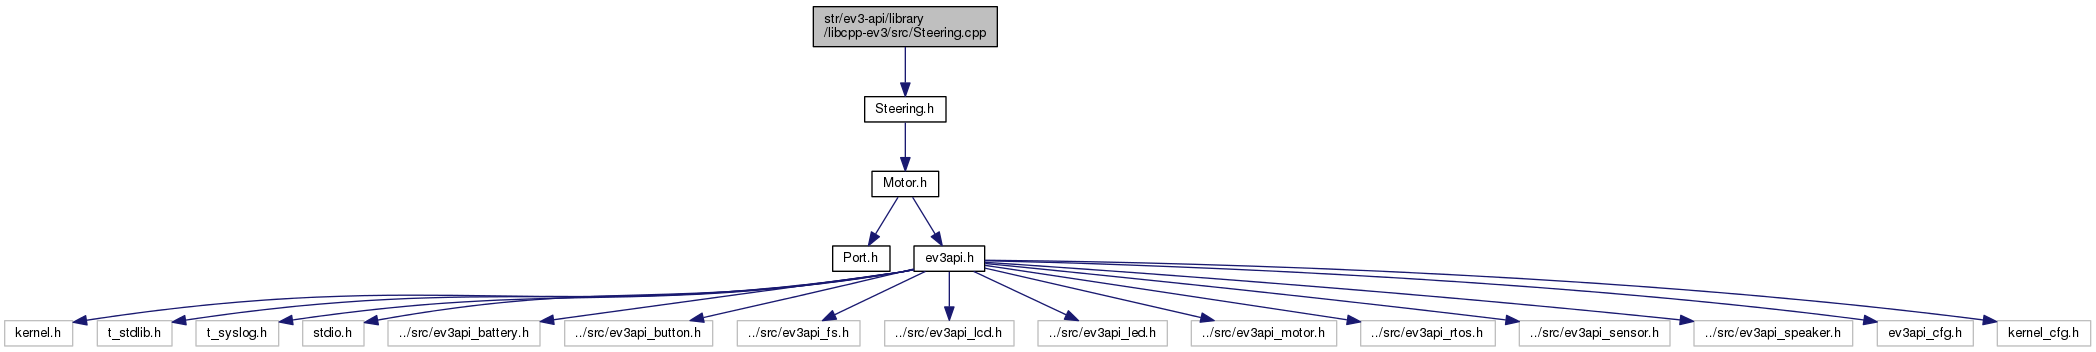 str/ev3-api/library
/libcpp-ev3/src/Steering.cpp
Steering.h
Motor.h
Port.h
ev3api.h
kernel.h
t_stdlib.h
t_syslog.h
stdio.h
../src/ev3api_battery.h
../src/ev3api_button.h
../src/ev3api_fs.h
../src/ev3api_lcd.h
../src/ev3api_led.h
../src/ev3api_motor.h
../src/ev3api_rtos.h
../src/ev3api_sensor.h
../src/ev3api_speaker.h
ev3api_cfg.h
kernel_cfg.h